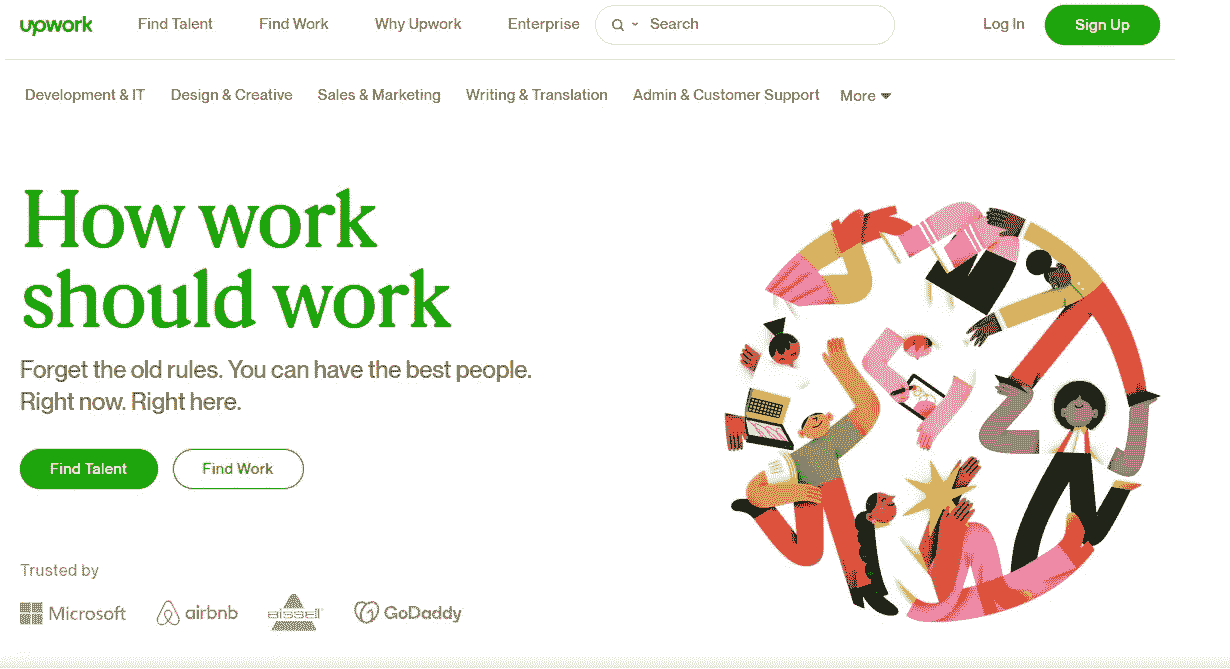 upwork
Find Talent
Find Work
Why Upwork
Enterprise
Search
Log In
Sign Up
Development & IT
Design & Creative
Sales & Marketing
Writing & Translation
Admin & Customer Support
More
How work
should work
Forget the old rules. You can have the best people.
Right now. Right here.
Find Talent
Find Work
Trusted by
Microsoft
airbnb
BISSELL
GoDaddy